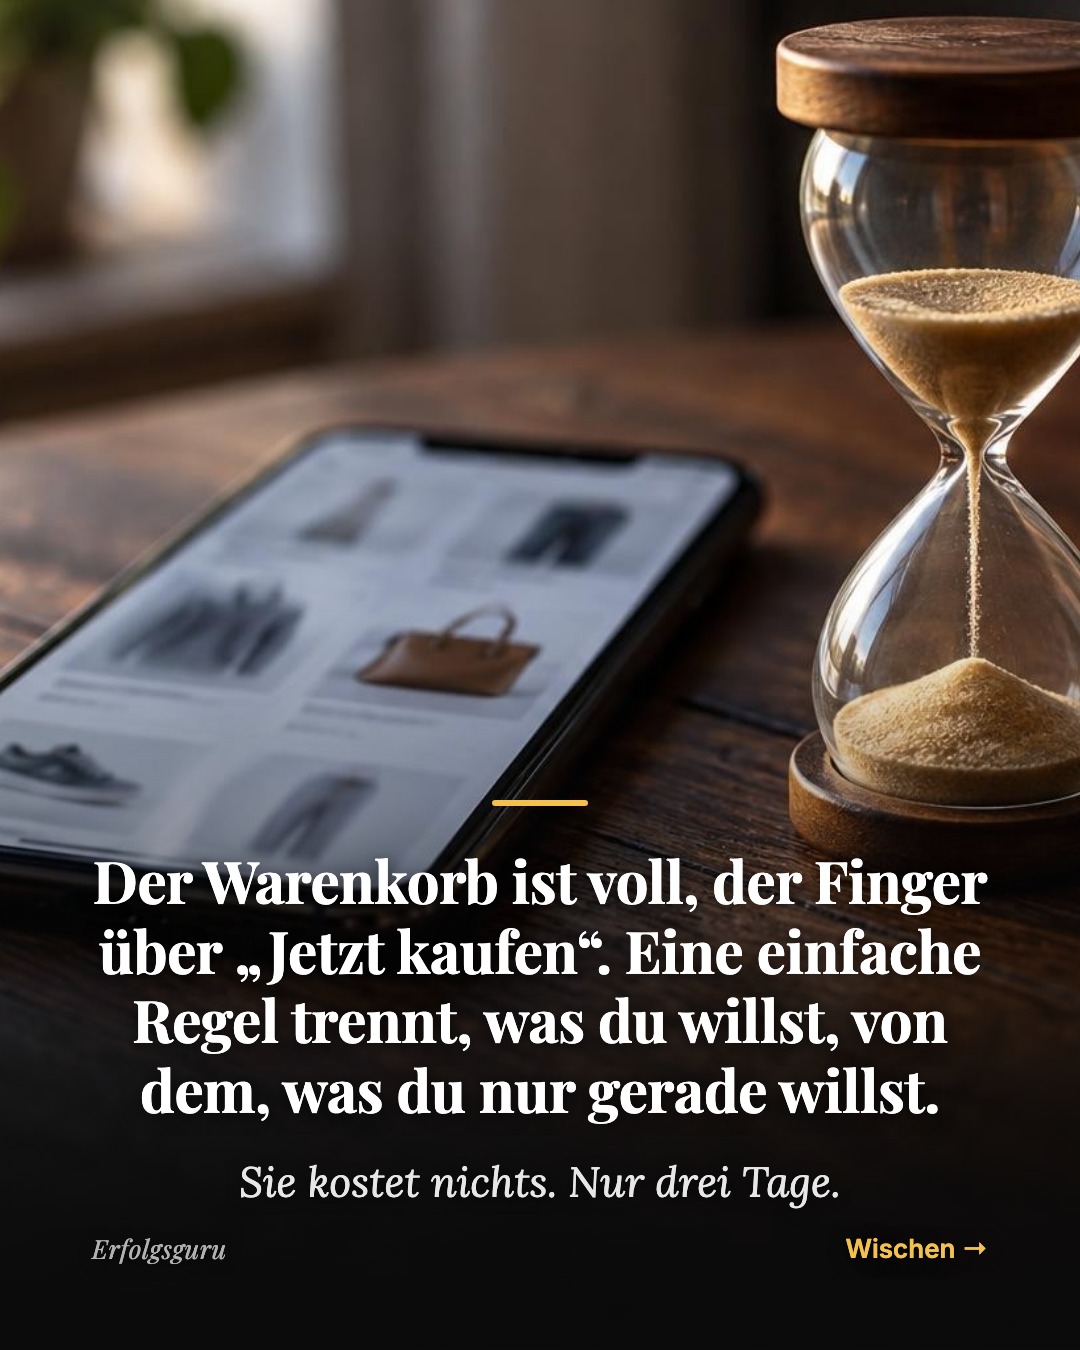 Der Warenkorb ist voll, der Finger
über „Jetzt kaufen“. Eine einfache
Regel trennt, was du willst, von
dem, was du nur gerade willst.
Sie kostet nichts. Nur drei Tage.
Erfolgsguru
Wischen →